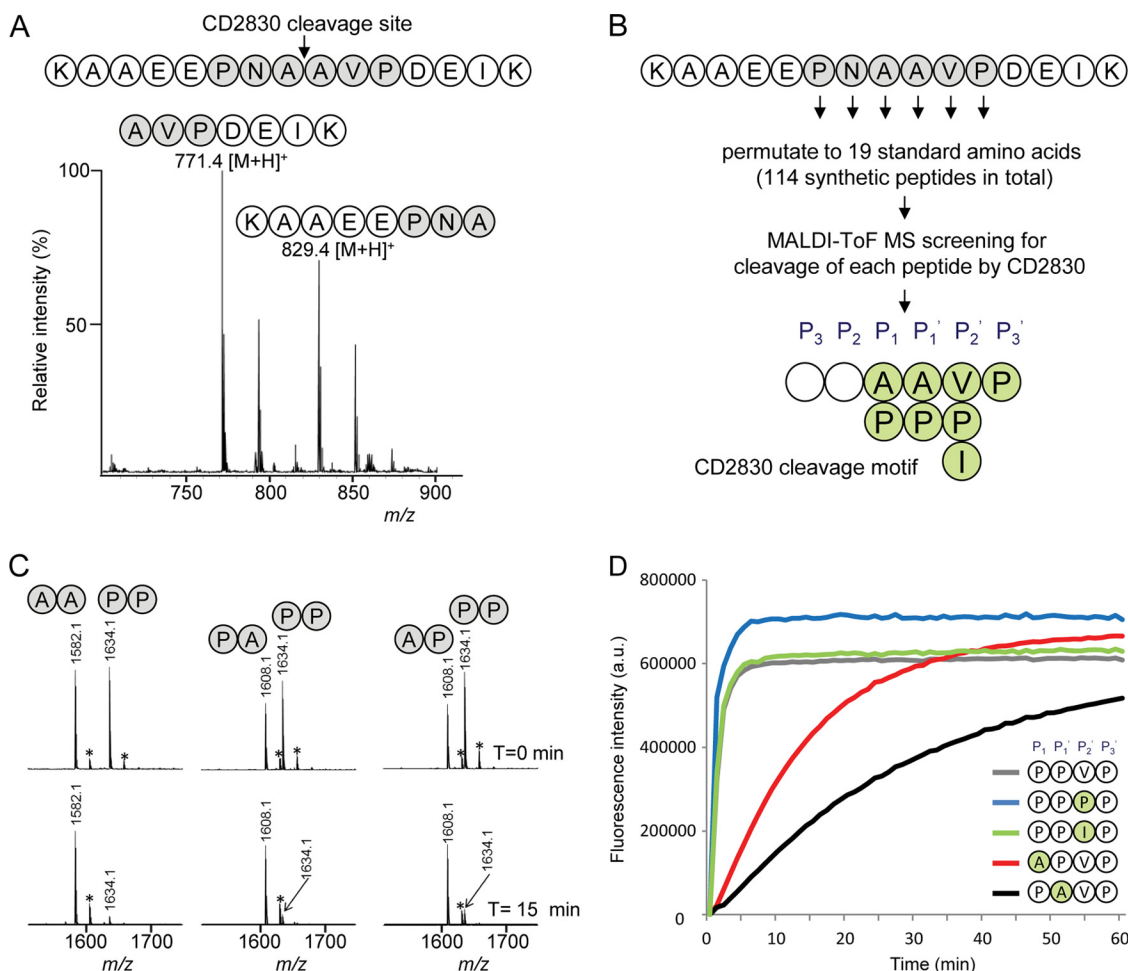 A
CD2830 cleavage site
K A A E E P N A A V P D E I K
A V P D E I K
771.4 [M+H]+
K A A E E P N A
829.4 [M+H]+
100
50
Relative intensity (%)
750 800 850 900
m/z
B
K A A E E P N A A V P D E I K
permutate to 19 standard amino acids
(114 synthetic peptides in total)
MALDI-ToF MS screening for
cleavage of each peptide by CD2830
P3 P2 P1 P1' P2' P3'
A A V P
P P P
I
CD2830 cleavage motif
C
A A P P
1582.1 1634.1
* *
P A P P
1608.1 1634.1
* *
A P P P
1608.1 1634.1
* *
T=0 min
1582.1 * 1634.1
1608.1 * 1634.1
1608.1 * 1634.1
T= 15 min
1600 1700 1600 1700 1600 1700
m/z m/z m/z
D
800000
600000
400000
200000
0
Fluorescence intensity (a.u.)
0 10 20 30 40 50 60
Time (min)
P1 P1' P2' P3'
P P V P
P P P P
P P I P
A P V P
P A V P